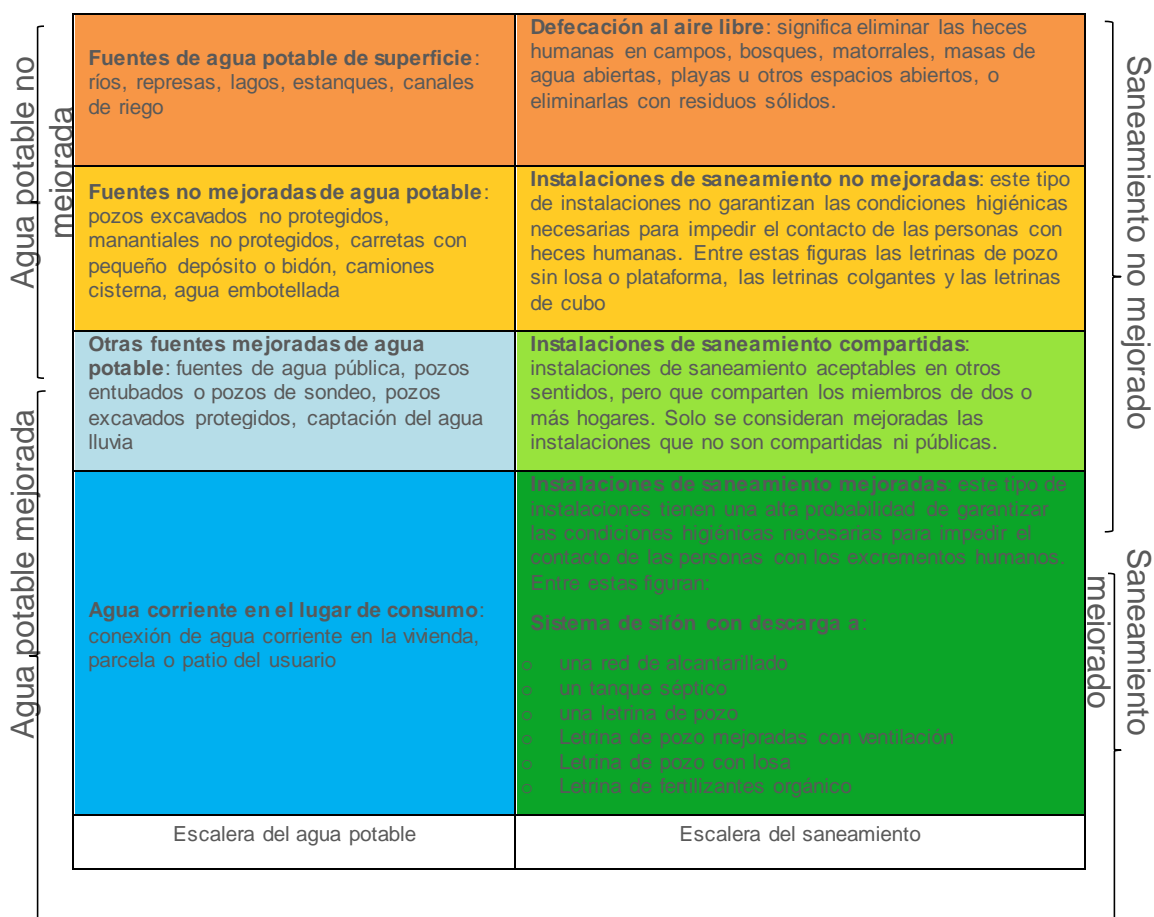 Agua potable no
mejorada
Agua potable mejorada
Fuentes de agua potable de superficie:
ríos, represas, lagos, estanques, canales
de riego
Defecación al aire libre: significa eliminar las heces
humanas en campos, bosques, matorrales, masas de
agua abiertas, playas u otros espacios abiertos, o
eliminarlas con residuos sólidos.
Fuentes no mejoradas de agua potable:
pozos excavados no protegidos,
manantiales no protegidos, carretas con
pequeño depósito o bidón, camiones
cisterna, agua embotellada
Instalaciones de saneamiento no mejoradas: este tipo
de instalaciones no garantizan las condiciones higiénicas
necesarias para impedir el contacto de las personas con
heces humanas. Entre estas figuras las letrinas de pozo
sin losa o plataforma, las letrinas colgantes y las letrinas
de cubo
Otras fuentes mejoradas de agua
potable: fuentes de agua pública, pozos
entubados o pozos de sondeo, pozos
excavados protegidos, captación del agua
lluvia
Instalaciones de saneamiento compartidas:
instalaciones de saneamiento aceptables en otros
sentidos, pero que comparten los miembros de dos o
más hogares. Solo se consideran mejoradas las
instalaciones que no son compartidas ni públicas.
Agua corriente en el lugar de consumo:
conexión de agua corriente en la vivienda,
parcela o patio del usuario
Instalaciones de saneamiento mejoradas: este tipo de
instalaciones tienen una alta probabilidad de garantizar
las condiciones higiénicas necesarias para impedir el
contacto de las personas con los excrementos humanos.
Entre estas figuran:
Sistema de sifón con descarga a:
o una red de alcantarillado
o un tanque séptico
o una letrina de pozo
o Letrina de pozo mejoradas con ventilación
o Letrina de pozo con losa
o Letrina de fertilizantes orgánico
Escalera del agua potable
Escalera del saneamiento
Saneamiento no mejorado
Saneamiento
mejorado